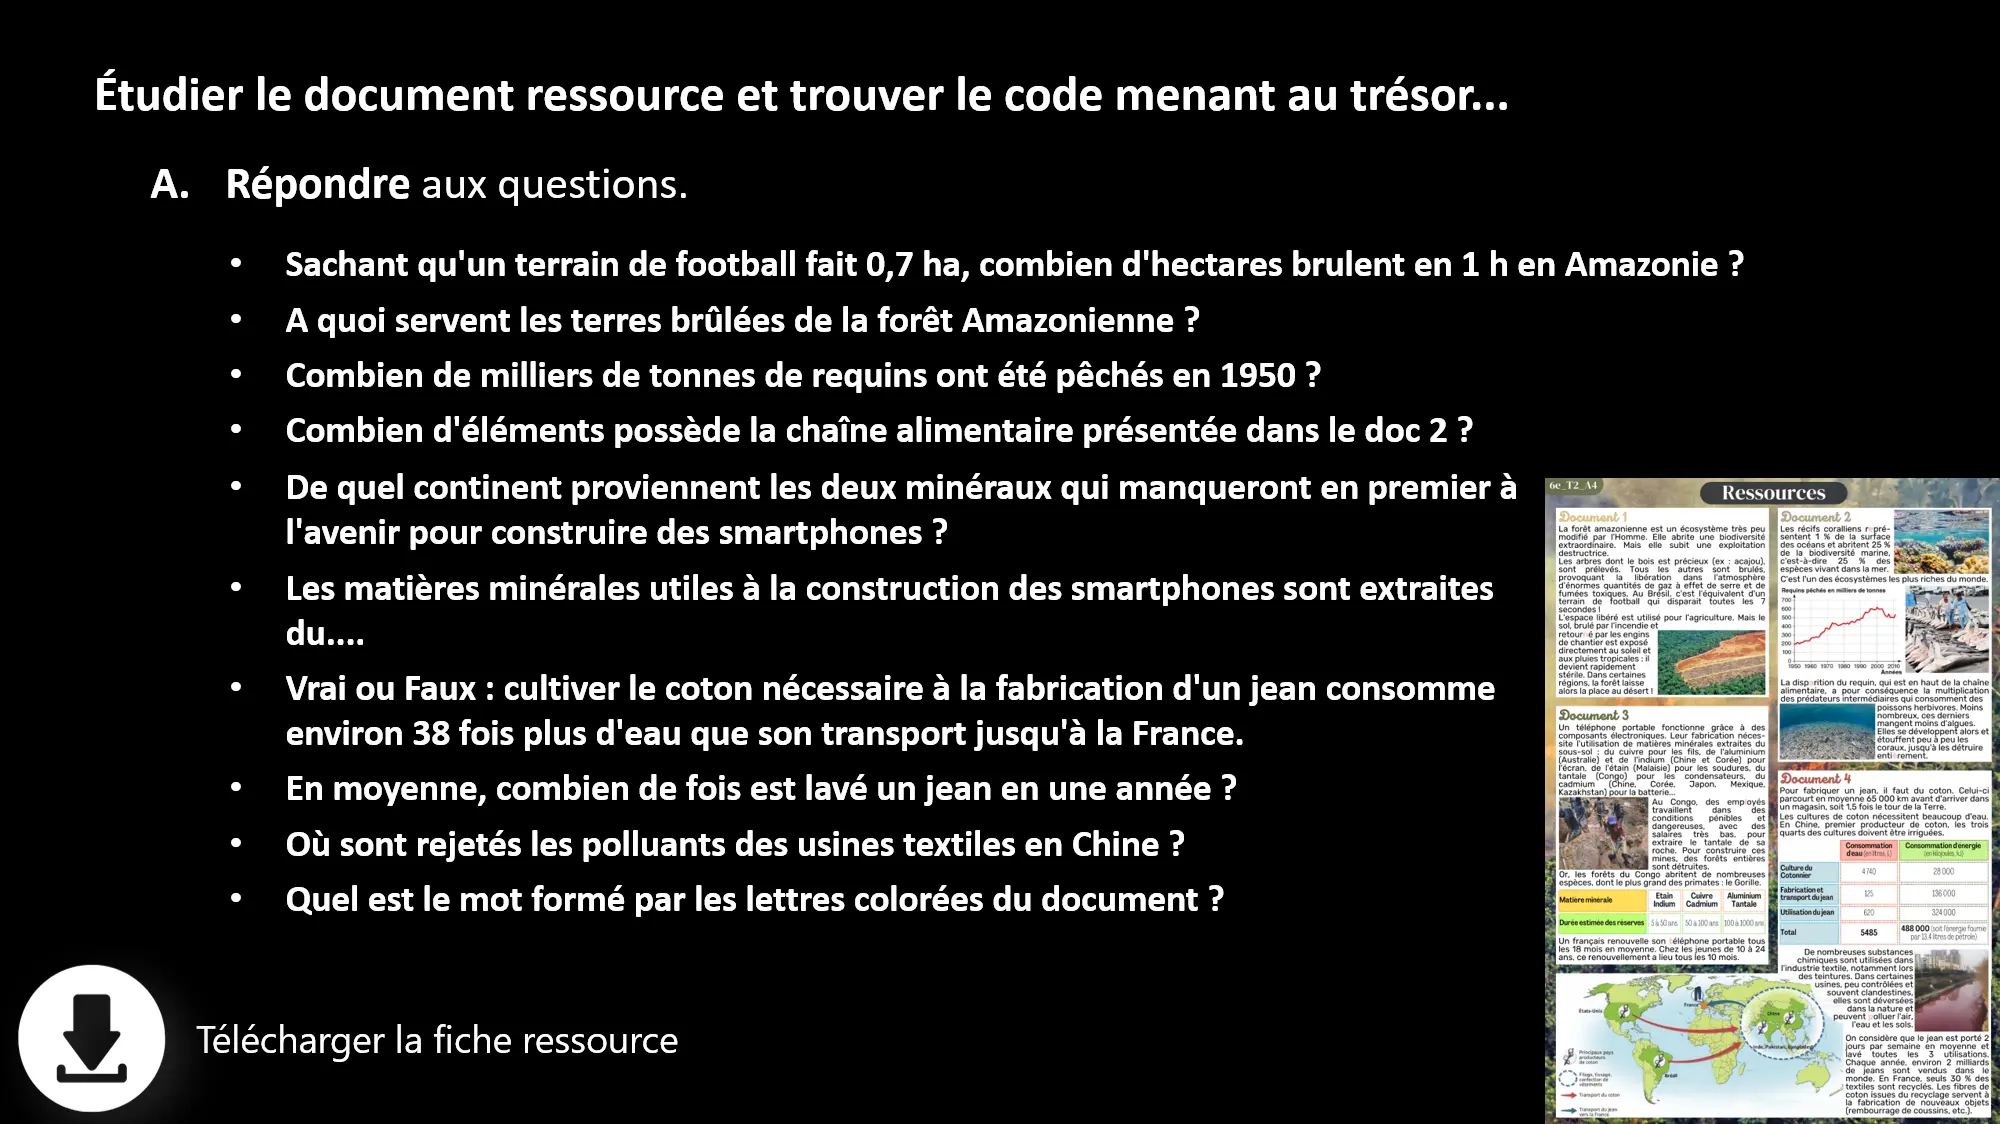 Étudier le document ressource et trouver le code menant au trésor...
A. Répondre aux questions.
• Sachant qu'un terrain de football fait 0,7 ha, combien d'hectares brulent en 1 h en Amazonie ?
• A quoi servent les terres brûlées de la forêt Amazonienne ?
• Combien de milliers de tonnes de requins ont été pêchés en 1950 ?
• Combien d'éléments possède la chaîne alimentaire présentée dans le doc 2 ?
• De quel continent proviennent les deux minéraux qui manqueront en premier à
l'avenir pour construire des smartphones ?
• Les matières minérales utiles à la construction des smartphones sont extraites
du....
• Vrai ou Faux : cultiver le coton nécessaire à la fabrication d'un jean consomme
environ 38 fois plus d'eau que son transport jusqu'à la France.
• En moyenne, combien de fois est lavé un jean en une année ?
• Où sont rejetés les polluants des usines textiles en Chine ?
• Quel est le mot formé par les lettres colorées du document ?
Télécharger la fiche ressource
6e_T2_A4
Ressources
Document 1
La forêt amazonienne est un écosystème très peu
modifié par l'Homme. Elle abrite une biodiversité
extraordinaire. Mais elle subit une exploitation
destructrice.
Les arbres dont le bois est précieux (ex : acajou),
sont prélevés. Tous les autres sont brulés,
provoquant la libération dans l'atmosphère
d'énormes quantités de gaz à effet de serre et de
fumées toxiques. Au Brésil, c'est l'équivalent d'un
terrain de football qui disparait toutes les 7
secondes !
L'espace libéré est utilisé pour l'agriculture. Mais le
sol, brulé par l'incendie et
retourné par les engins
de chantier est exposé
directement au soleil et
aux pluies tropicales : il
devient rapidement
stérile. Dans certaines
régions, la forêt laisse
alors la place au désert !
Document 2
Les récifs coralliens repré-
sentent 1 % de la surface
des océans et abritent 25 %
de la biodiversité marine,
c'est-à-dire 25 % des
espèces vivant dans la mer.
C'est l'un des écosystèmes les plus riches du monde.
Requins pêchés en milliers de tonnes
700
600
500
400
300
200
100
0
1950 1960 1970 1980 1990 2000 2010
Années
La disparition du requin, qui est en haut de la chaîne
alimentaire, a pour conséquence la multiplication
des prédateurs intermédiaires qui consomment des
poissons herbivores. Moins
nombreux, ces derniers
mangent moins d'algues.
Elles se développent alors et
étouffent peu à peu les
coraux, jusqu'à les détruire
entièrement.
Document 3
Un téléphone portable fonctionne grâce à des
composants électroniques. Leur fabrication néces-
site l'utilisation de matières minérales extraites du
sous-sol : du cuivre pour les fils, de l'aluminium
(Australie) et de l'indium (Chine et Corée) pour
l'écran, de l'étain (Malaisie) pour les soudures, du
tantale (Congo) pour les condensateurs, du
cadmium (Chine, Corée, Japon, Mexique,
Kazakhstan) pour la batterie...
Au Congo, des employés
travaillent dans des
conditions pénibles et
dangereuses, avec des
salaires très bas, pour
extraire le tantale de sa
roche. Pour construire ces
mines, des forêts entières
sont détruites.
Or, les forêts du Congo abritent de nombreuses
espèces, dont le plus grand des primates : le Gorille.
Matière minérale
Etain Indium
Cuivre Cadmium
Aluminium Tantale
Durée estimée des réserves
5 à 50 ans
50 à 100 ans
100 à 1000 ans
Un français renouvelle son téléphone portable tous
les 18 mois en moyenne. Chez les jeunes de 10 à 24
ans, ce renouvellement a lieu tous les 10 mois.
Document 4
Pour fabriquer un jean, il faut du coton. Celui-ci
parcourt en moyenne 65 000 km avant d'arriver dans
un magasin, soit 1,5 fois le tour de la Terre.
Les cultures de coton nécessitent beaucoup d'eau.
En Chine, premier producteur de coton, les trois
quarts des cultures doivent être irriguées.
Consommation d'eau (en litres, L)
Consommation d'énergie (en kilojoules, kJ)
Culture du Cotonnier
4 740
28 000
Fabrication et transport du jean
125
136 000
Utilisation du jean
620
324 000
Total
5485
488 000 (soit l'énergie fournie par 13,4 litres de pétrole)
De nombreuses substances
chimiques sont utilisées dans
l'industrie textile, notamment lors
des teintures. Dans certaines
usines, peu contrôlées et
souvent clandestines,
elles sont déversées
dans la nature et
peuvent polluer l'air,
l'eau et les sols.
On considère que le jean est porté 2
jours par semaine en moyenne et
lavé toutes les 3 utilisations.
Chaque année, environ 2 milliards
de jeans sont vendus dans le
monde. En France, seuls 30 % des
textiles sont recyclés. Les fibres de
coton issues du recyclage servent à
la fabrication de nouveaux objets
(rembourrage de coussins, etc.).
États-Unis
France
Chine
Inde, Pakistan, Bangladesh
Brésil
Principaux pays
producteurs
de coton
Filage, tissage,
confection de
vêtements
Transport du coton
Transport du jean
vers la France